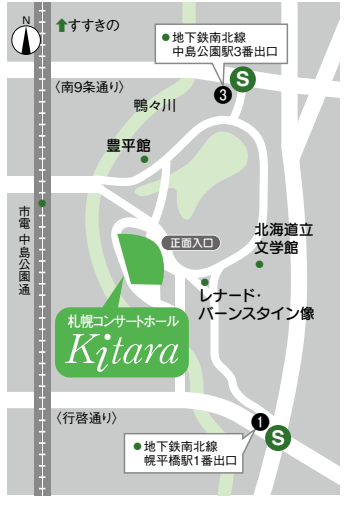 N
↑すすきの
●地下鉄南北線
中島公園駅3番出口
S
3
〈南9条通り〉
鴨々川
豊平館
市電 中島公園通
正面入口
北海道立
文学館
レナード・
バーンスタイン像
札幌コンサートホール
Kitara
〈行啓通り〉
1
S
●地下鉄南北線
幌平橋駅1番出口